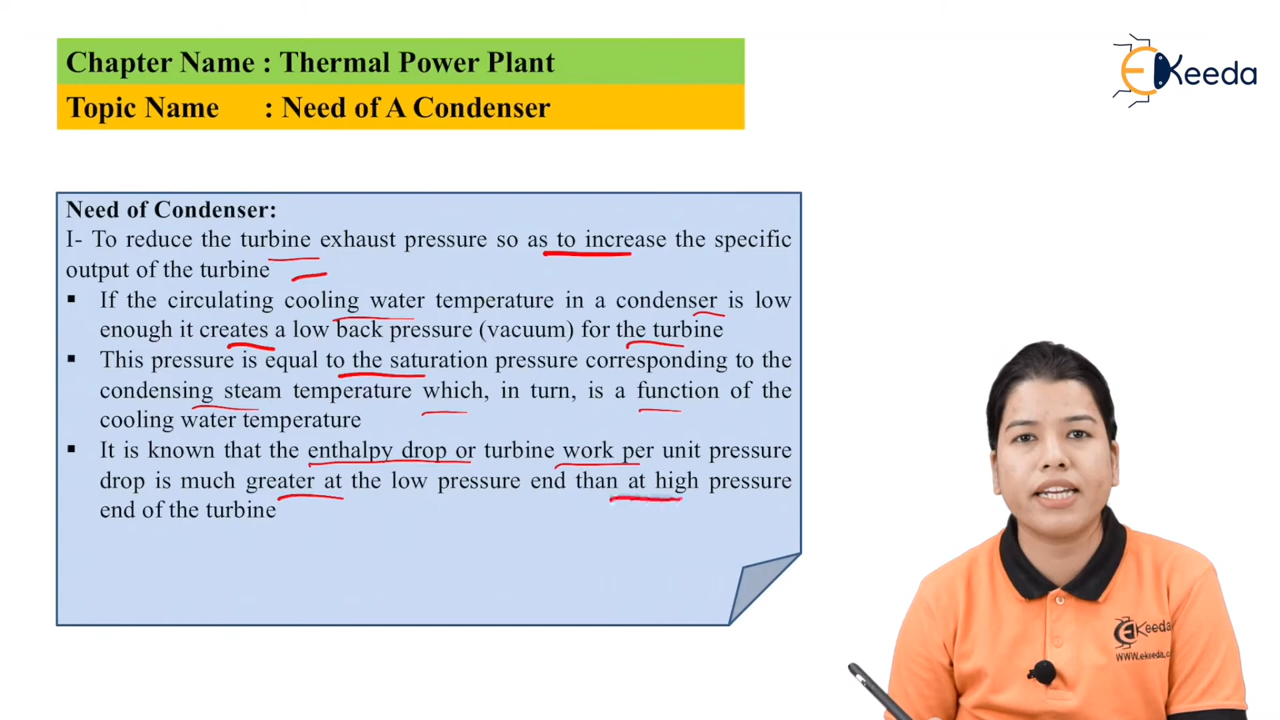 Chapter Name : Thermal Power Plant
Topic Name : Need of A Condenser
EKeeda
Need of Condenser:
I- To reduce the turbine exhaust pressure so as to increase the specific
output of the turbine
▪ If the circulating cooling water temperature in a condenser is low
enough it creates a low back pressure (vacuum) for the turbine
▪ This pressure is equal to the saturation pressure corresponding to the
condensing steam temperature which, in turn, is a function of the
cooling water temperature
▪ It is known that the enthalpy drop or turbine work per unit pressure
drop is much greater at the low pressure end than at high pressure
end of the turbine
EKeeda